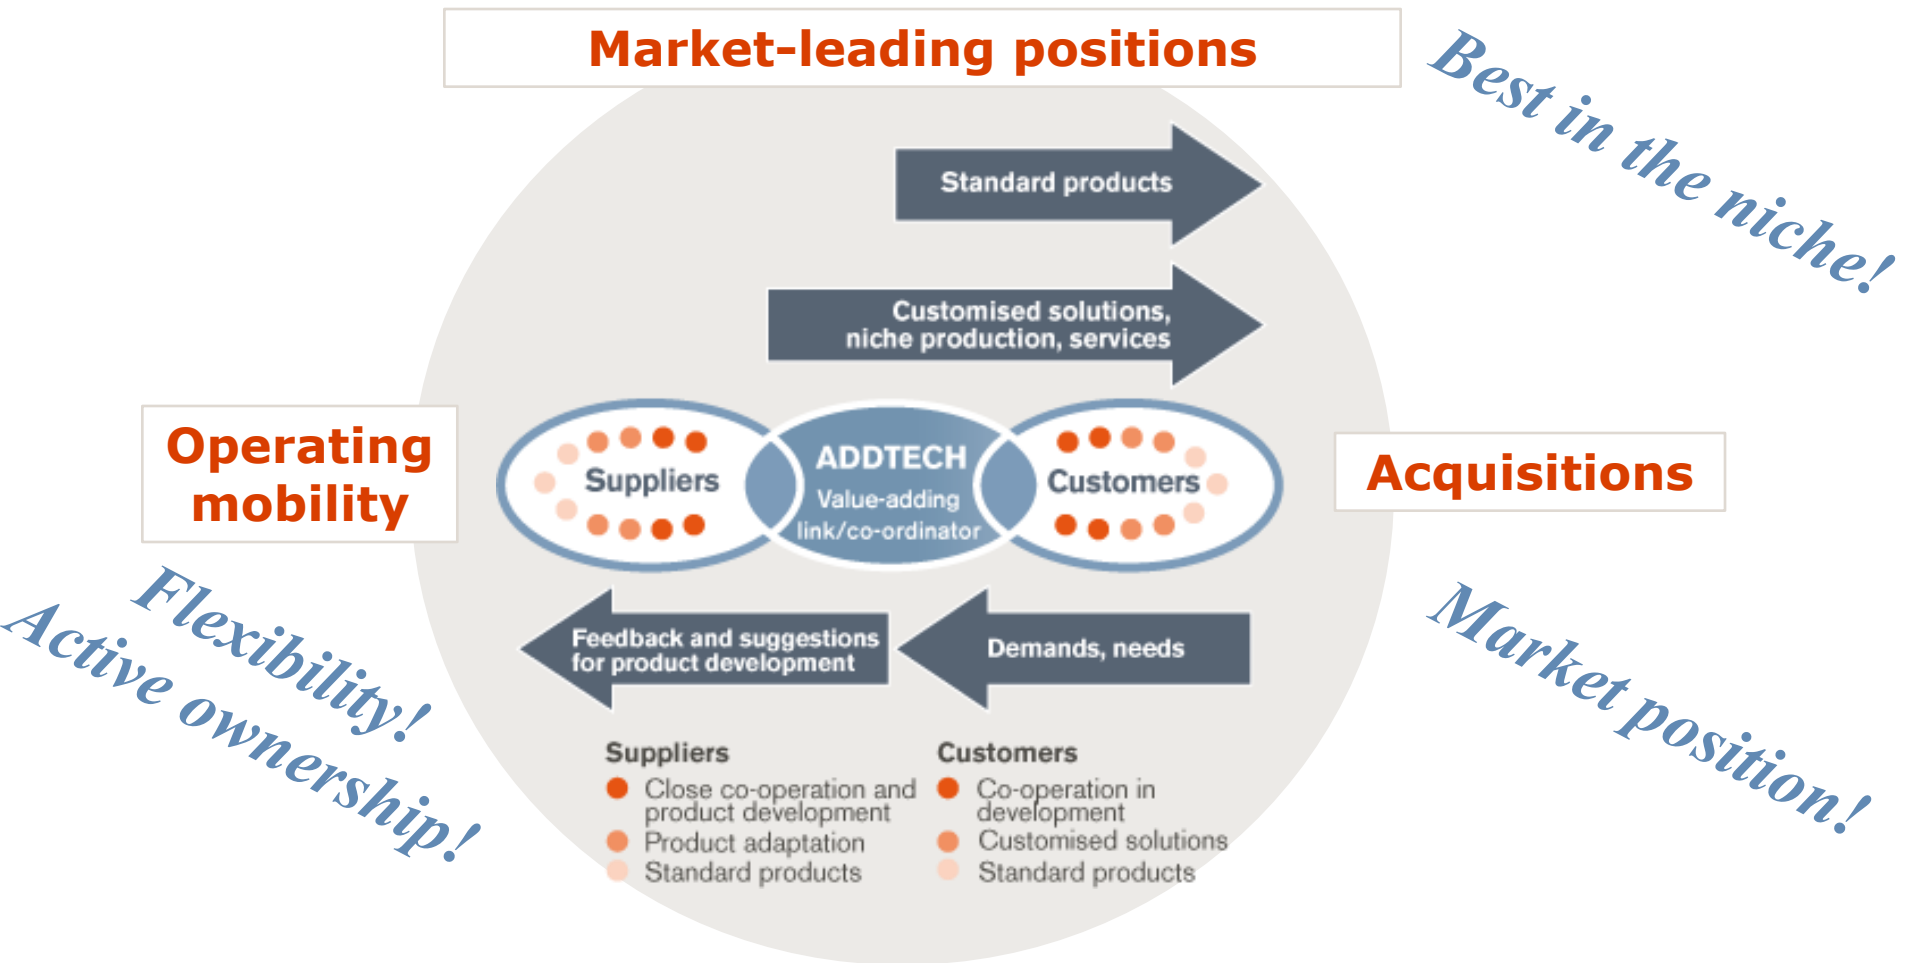 Market-leading positions
Best in the niche!
Standard products
Customised solutions,
niche production, services
Operating
mobility
Suppliers
ADDTECH
Value-adding
link/co-ordinator
Customers
Acquisitions
Flexibility!
Active ownership!
Feedback and suggestions
for product development
Demands, needs
Market position!
Suppliers
Close co-operation and
product development
Product adaptation
Standard products
Customers
Co-operation in
development
Customised solutions
Standard products